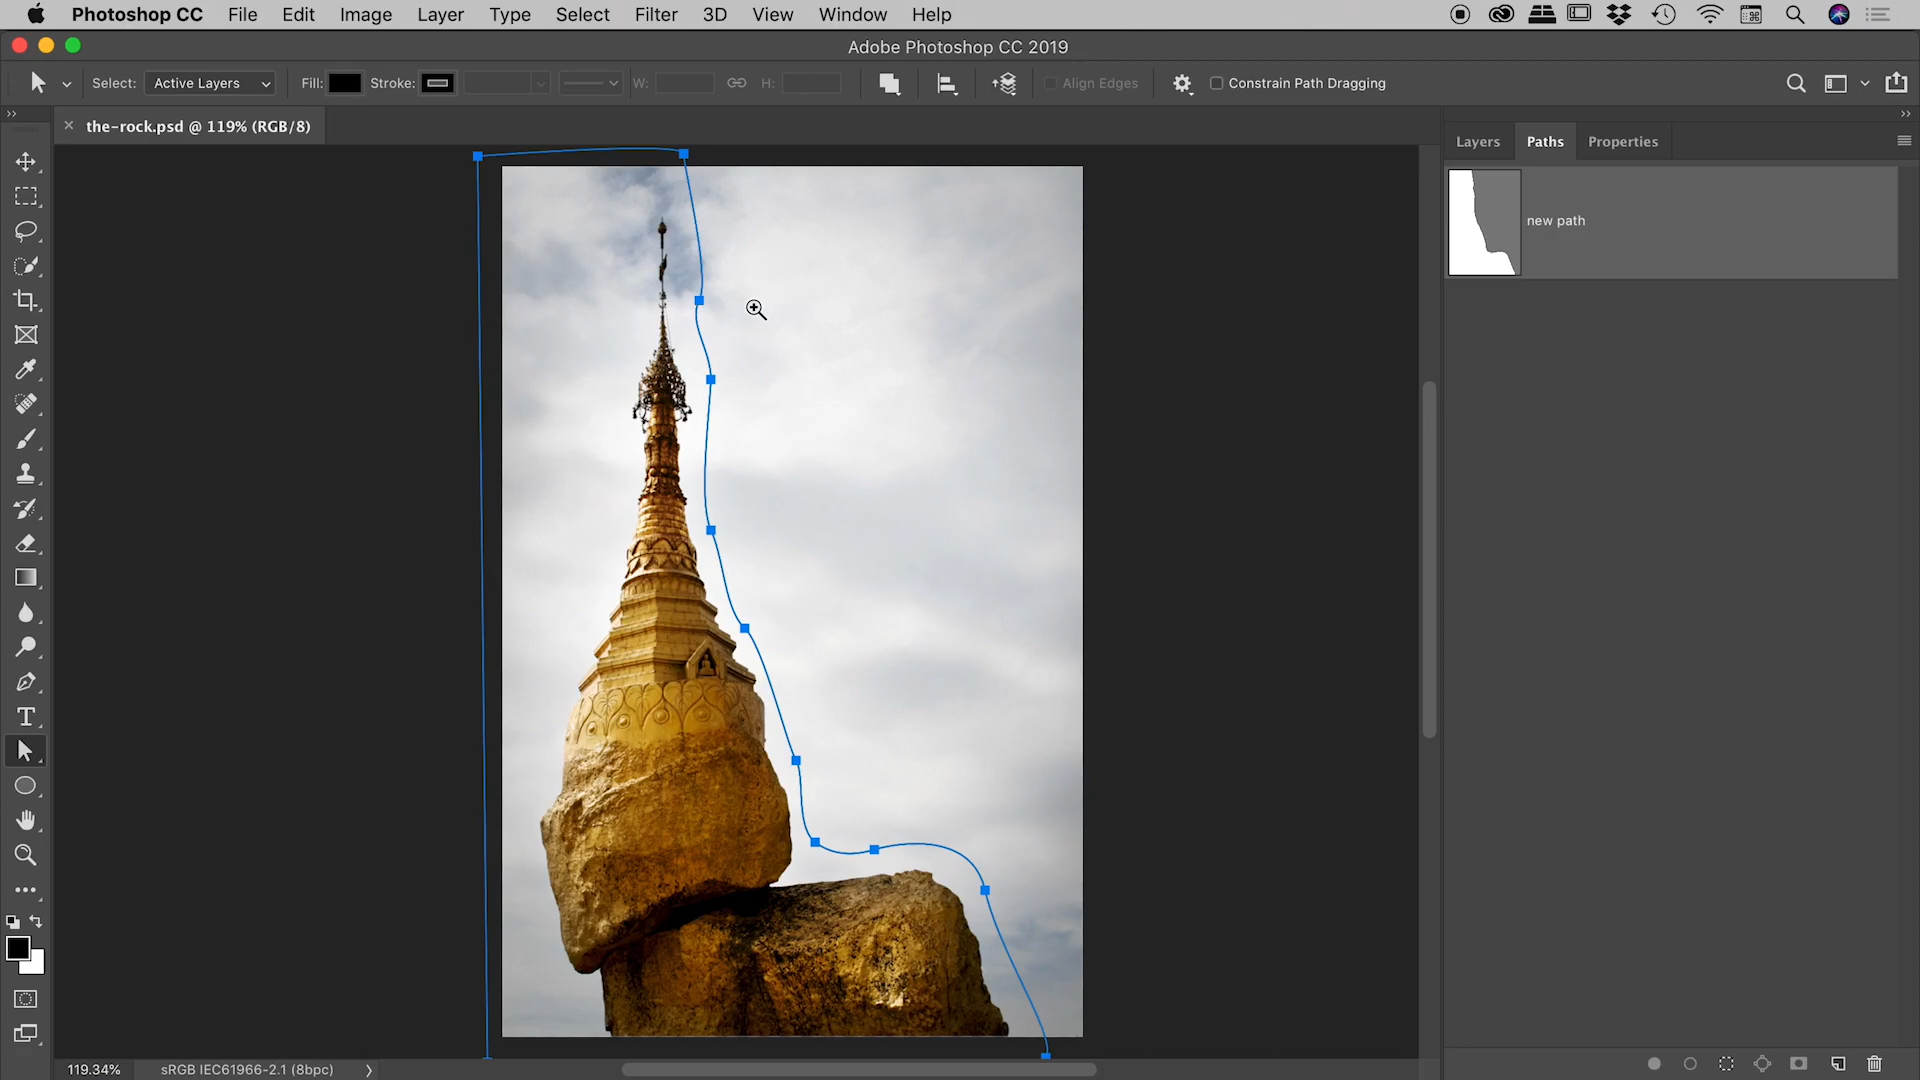 Photoshop CC File Edit Image Layer Type Select Filter 3D View Window Help
Adobe Photoshop CC 2019
Select: Active Layers Fill: Stroke: W: H: Align Edges Constrain Path Dragging
the-rock.psd @ 119% (RGB/8)
Layers Paths Properties
new path
119.34% sRGB IEC61966-2.1 (8bpc)